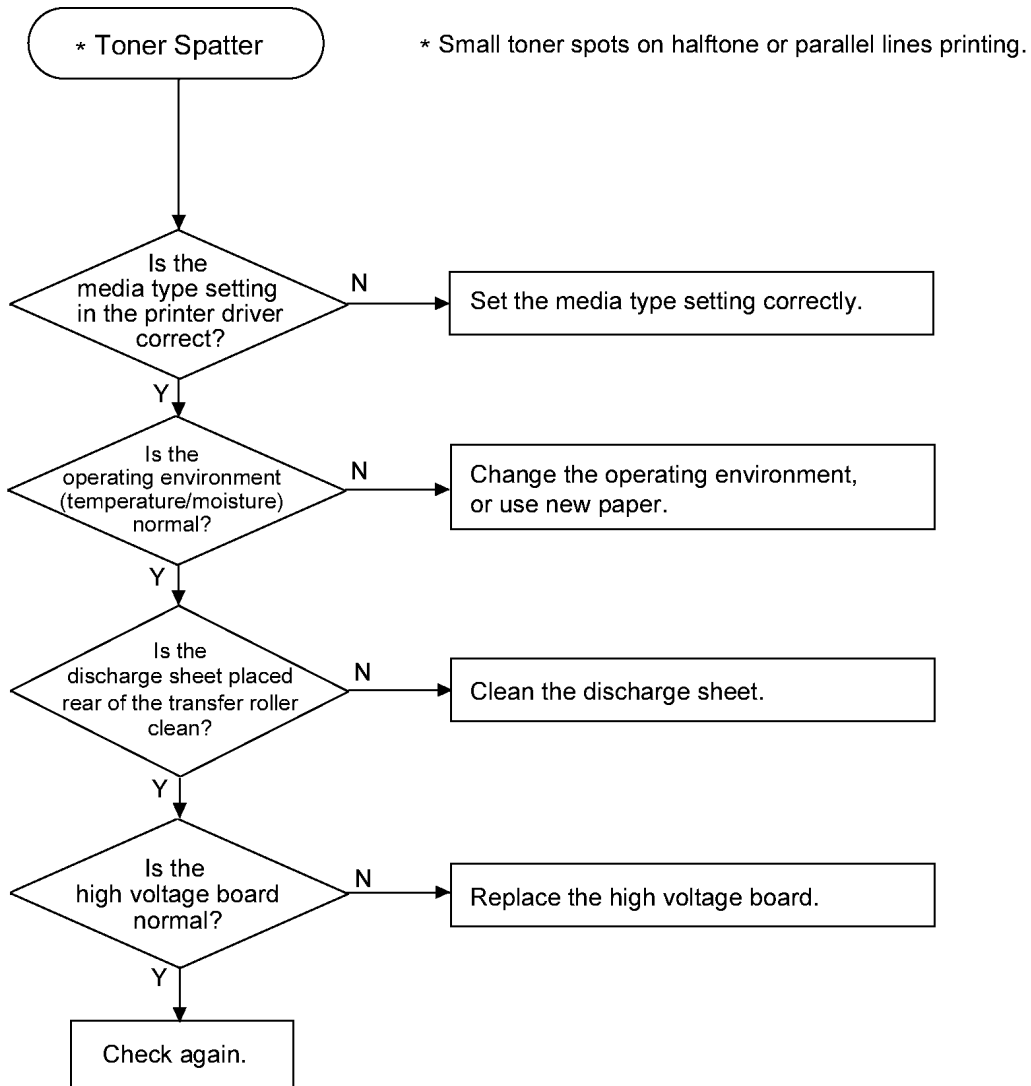 * Toner Spatter
* Small toner spots on halftone or parallel lines printing.
Is the
media type setting
in the printer driver
correct?
N
Set the media type setting correctly.
Y
Is the
operating environment
(temperature/moisture)
normal?
N
Change the operating environment,
or use new paper.
Y
Is the
discharge sheet placed
rear of the transfer roller
clean?
N
Clean the discharge sheet.
Y
Is the
high voltage board
normal?
N
Replace the high voltage board.
Y
Check again.